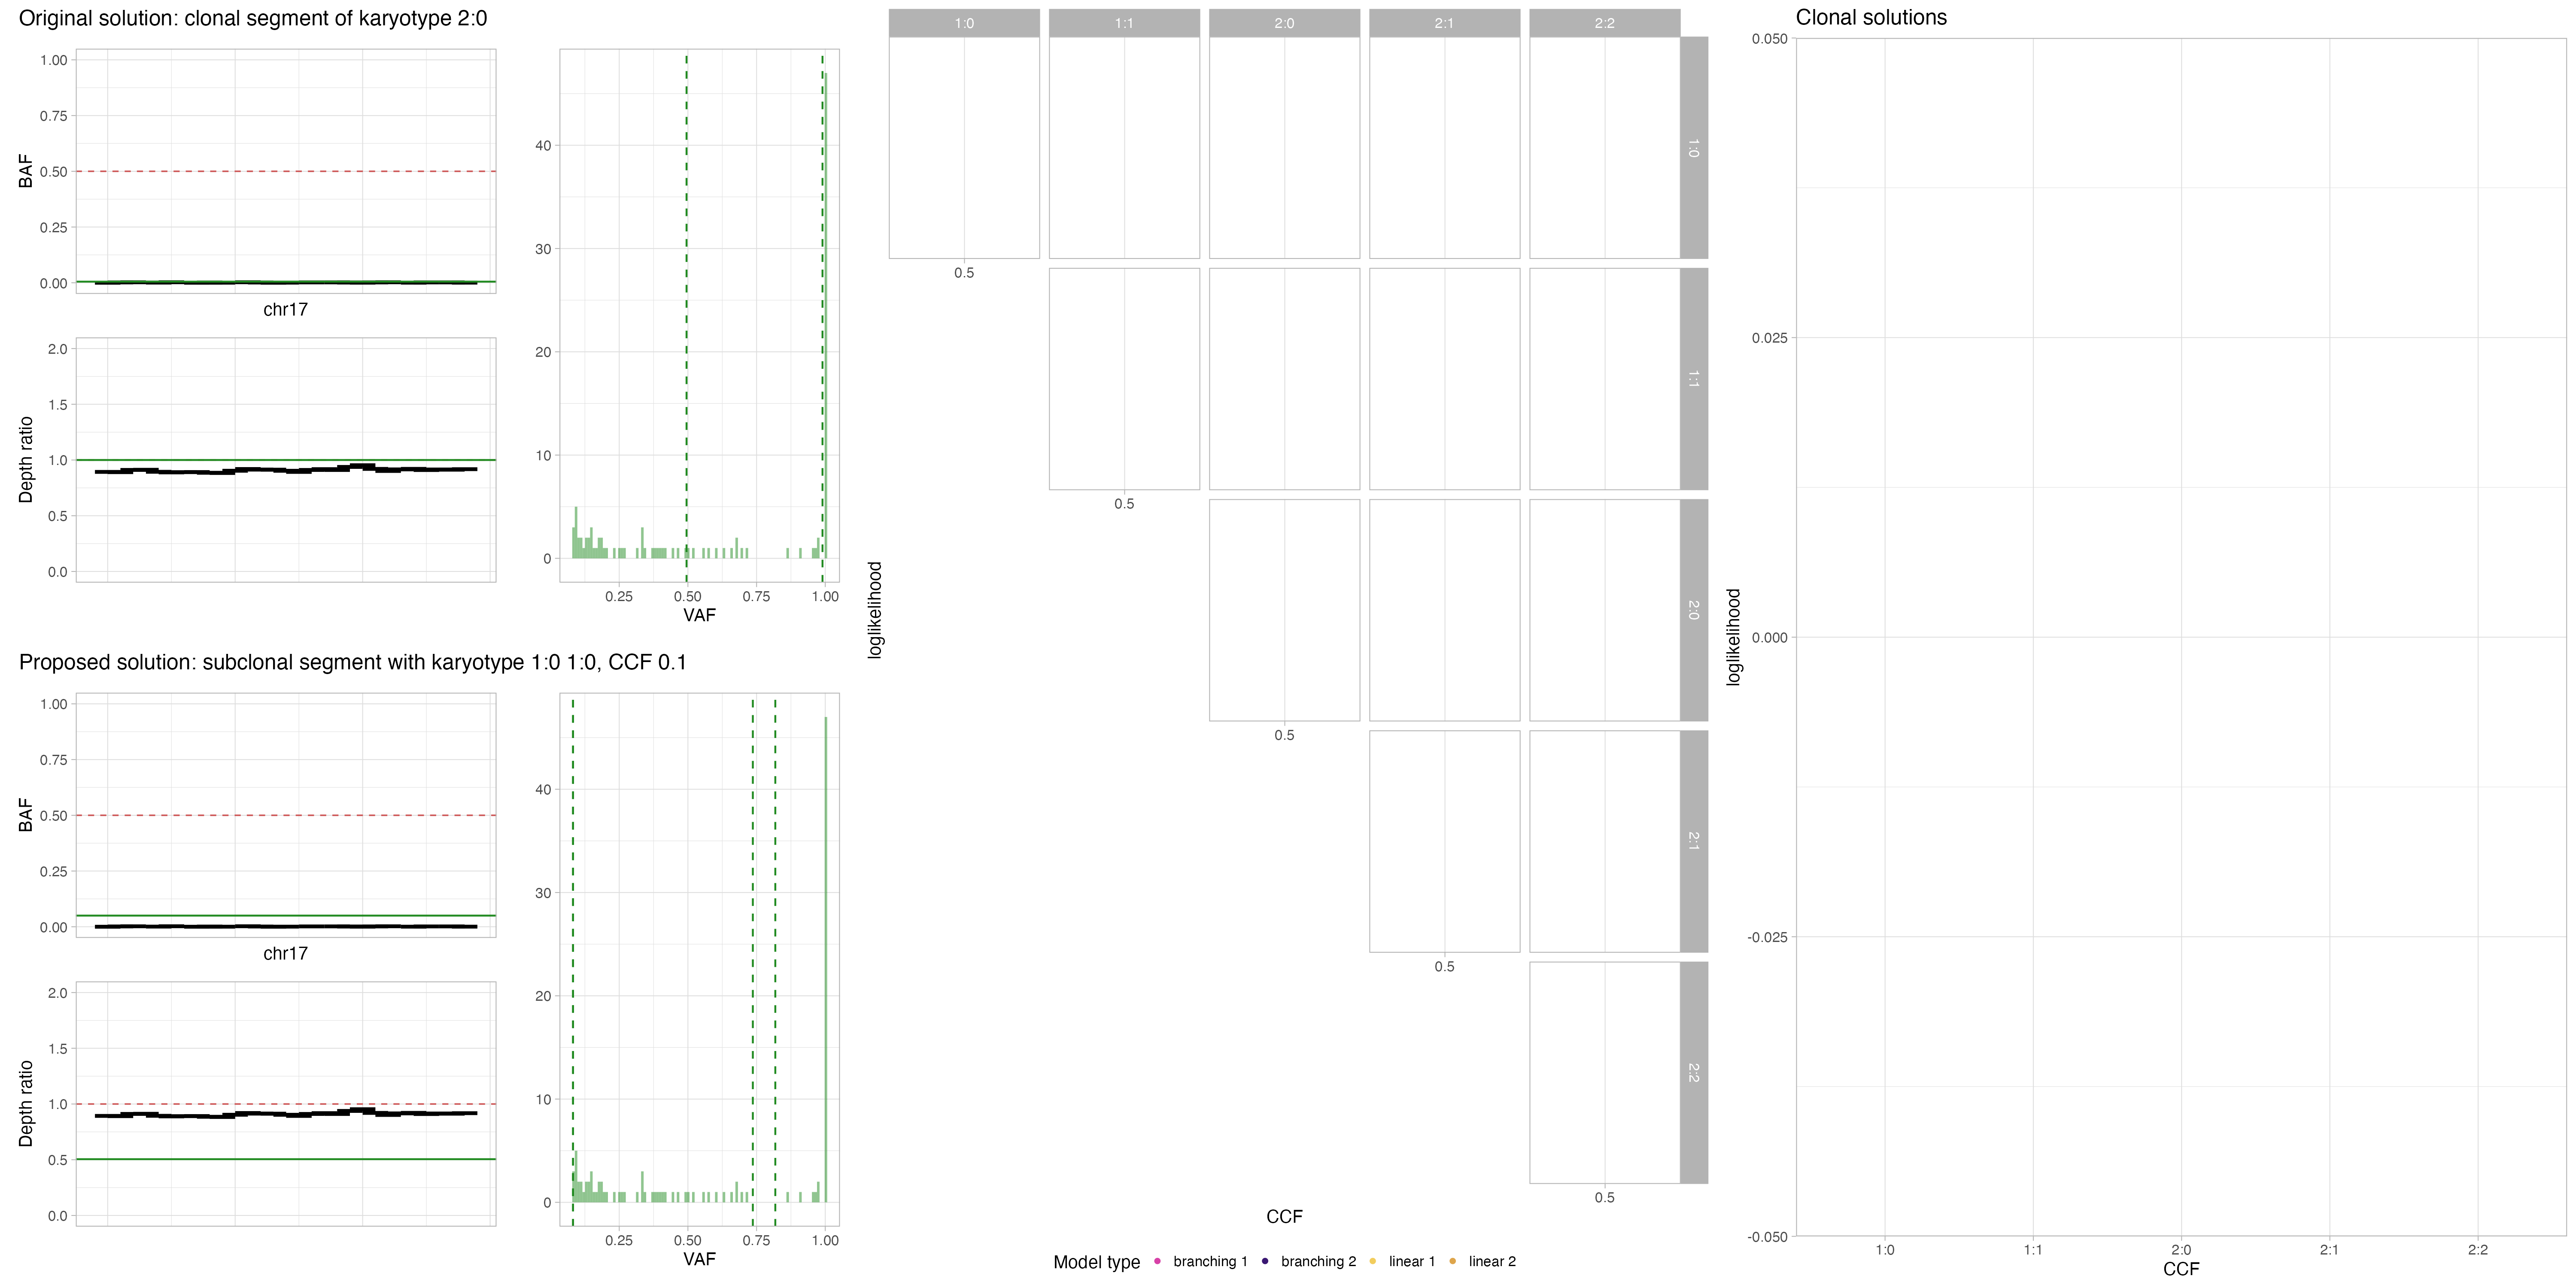 Original solution: clonal segment of karyotype 2:0
1.00
0.75
0.50
0.25
0.00
BAF
chr17
2.0
1.5
1.0
0.5
0.0
Depth ratio
40
30
20
10
0
0.25 0.50 0.75 1.00
VAF
Proposed solution: subclonal segment with karyotype 1:0 1:0, CCF 0.1
1.00
0.75
0.50
0.25
0.00
BAF
chr17
2.0
1.5
1.0
0.5
0.0
Depth ratio
40
30
20
10
0
0.25 0.50 0.75 1.00
VAF
1:0 1:1 2:0 2:1 2:2
1:0
0.5
1:1
0.5
2:0
0.5
2:1
0.5
2:2
0.5
loglikelihood
CCF
Model type branching 1 branching 2 linear 1 linear 2
Clonal solutions
0.050
0.025
0.000
-0.025
-0.050
loglikelihood
1:0 1:1 2:0 2:1 2:2
CCF